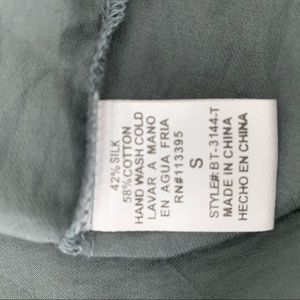 42%SILK
58%COTTON
HAND WASH COLD
LAVAR A MANO
EN AGUA FRIA
RN#113395
S
STYLE#:BT-3144-T
MADE IN CHINA
HECHO EN CHINA